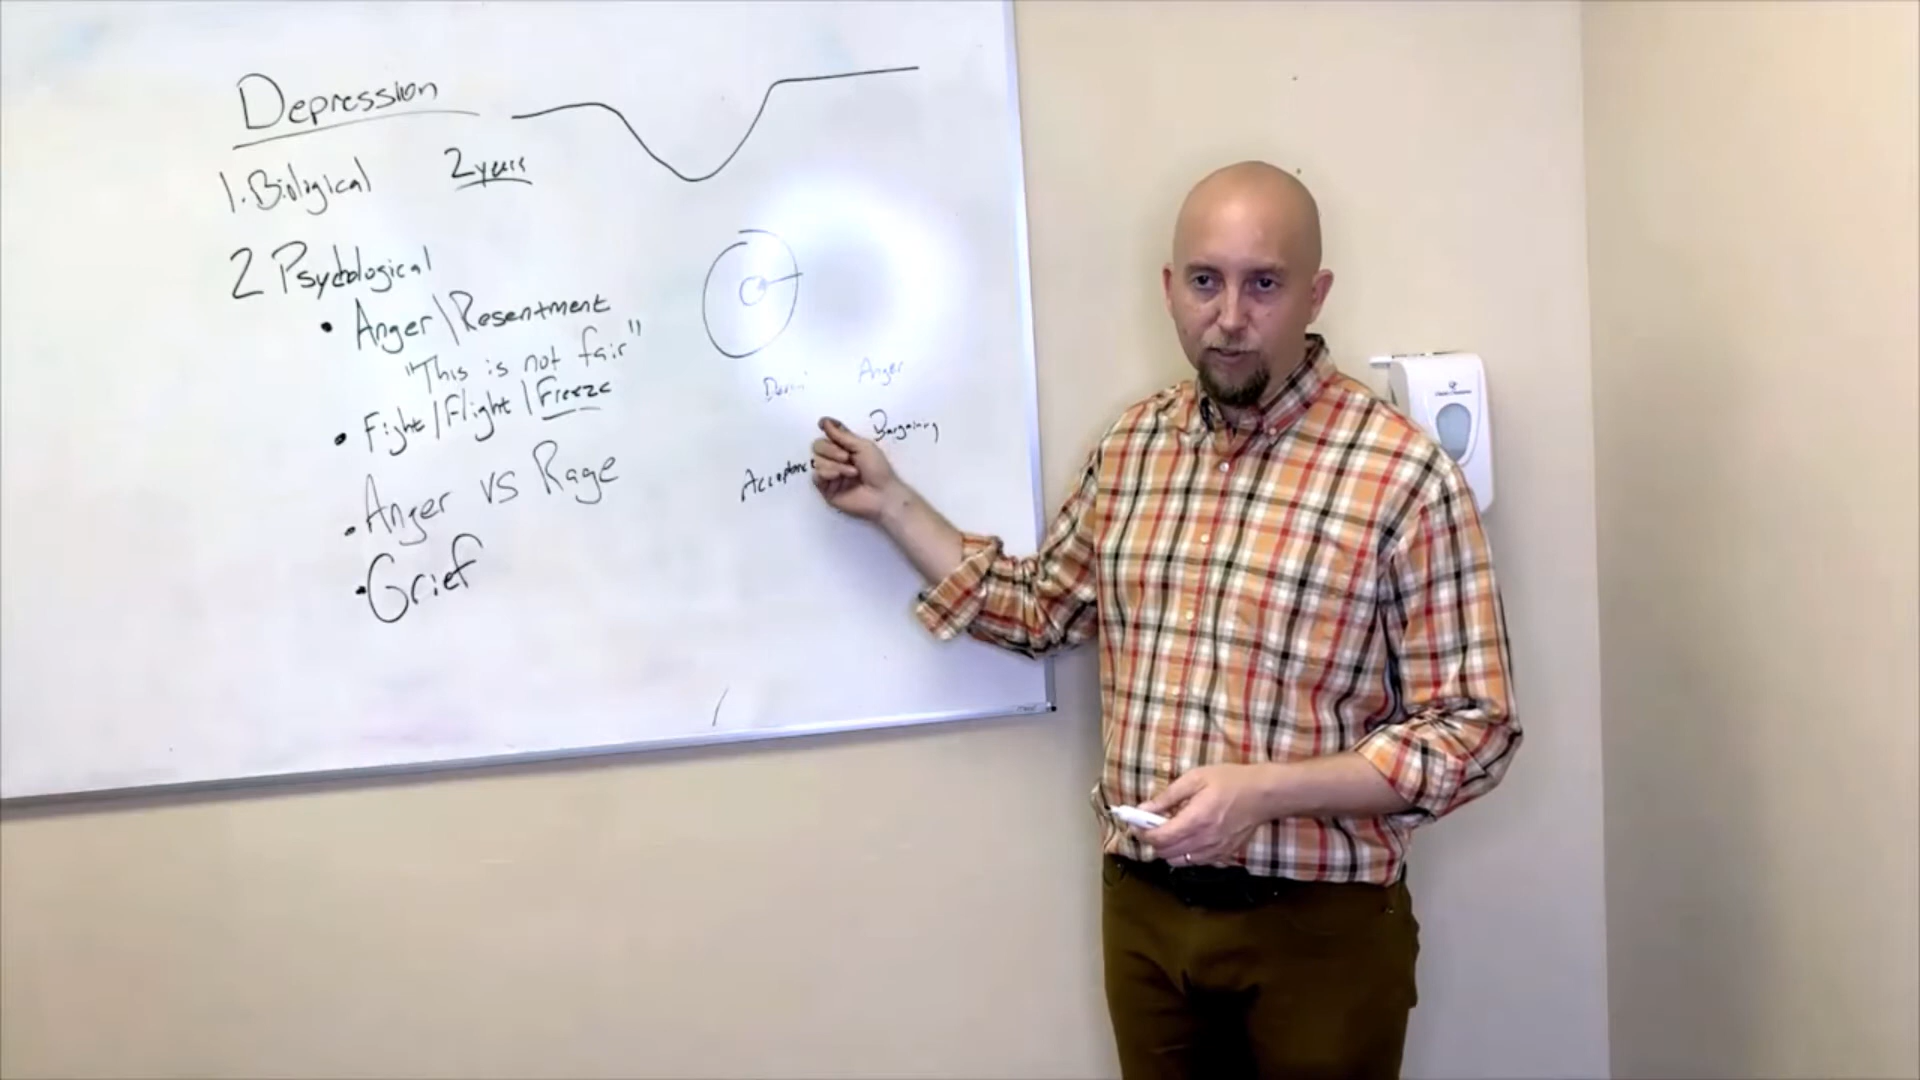 Depression
1. Biological 2 years
2 Psychological
• Anger \ Resentment
"This is not fair"
• Fight / Flight / Freeze
• Anger vs Rage
• Grief
Anger
Bargaining
Acceptance